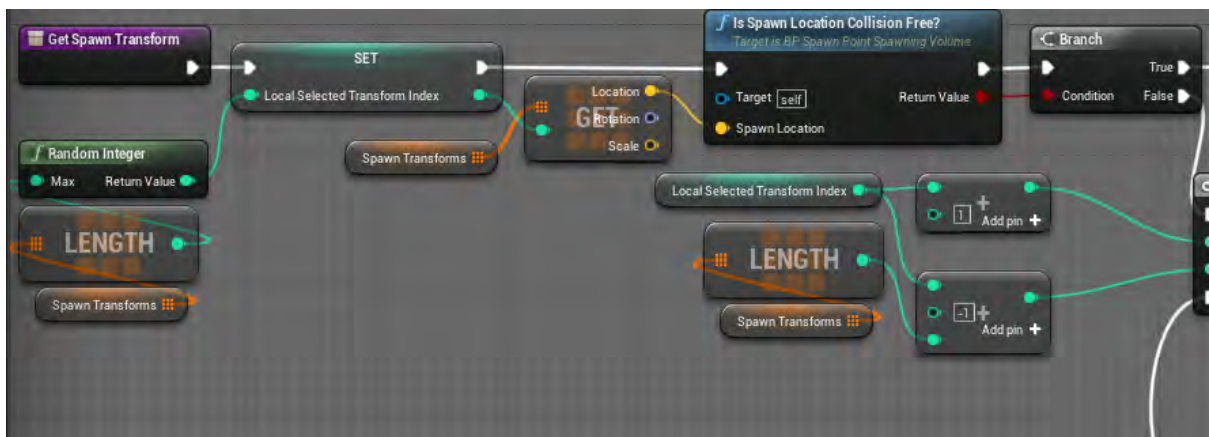 Get Spawn Transform
SET
Local Selected Transform Index
Random Integer
Max Return Value
LENGTH
Spawn Transforms
Spawn Transforms
GET
Location
Rotation
Scale
Is Spawn Location Collision Free?
Target is BP Spawn Point Spawning Volume
Target self Return Value
Spawn Location
Branch
True
Condition False
Local Selected Transform Index
LENGTH
Spawn Transforms
+
1 Add pin +
+
-1 Add pin +